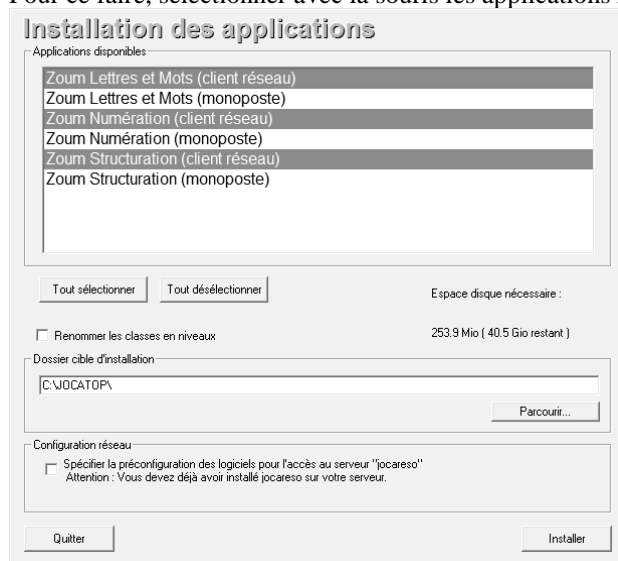 Pour ce faire, sélectionner avec la souris les applications
Installation des applications
Applications disponibles
Zoum Lettres et Mots (client réseau)
Zoum Lettres et Mots (monoposte)
Zoum Numération (client réseau)
Zoum Numération (monoposte)
Zoum Structuration (client réseau)
Zoum Structuration (monoposte)
Tout sélectionner
Tout désélectionner
Espace disque nécessaire :
Renommer les classes en niveaux
253.9 Mio ( 40.5 Gio restant )
Dossier cible d'installation
C:\JOCATOP\
Parcourir...
Configuration réseau
Spécifier la préconfiguration des logiciels pour l'accès au serveur "jocareso"
Attention : Vous devez déjà avoir installé jocareso sur votre serveur.
Quitter
Installer